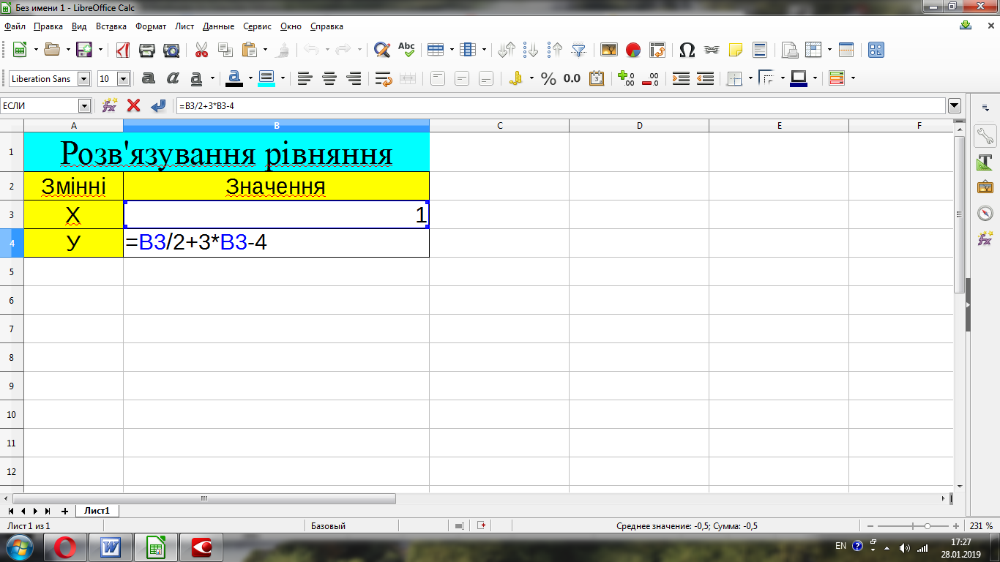 Без имени 1 - LibreOffice Calc
Файл Правка Вид Вставка Формат Лист Данные Сервис Окно Справка
Liberation Sans 10
ЕСЛИ =B3/2+3*B3-4
A B C D E F
1 Розв'язування рівняння
2 Змінні Значення
3 X 1
4 У =B3/2+3*B3-4
5
6
7
8
9
10
11
12
Лист1
Лист 1 из 1 Базовый Среднее значение: -0,5; Сумма: -0,5 231 %
EN 17:27
28.01.2019